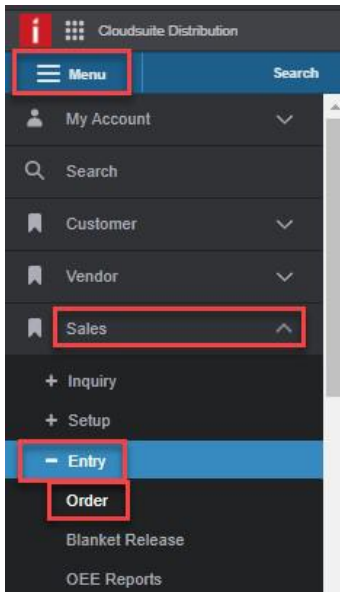 i Cloudsuite Distribution
Menu Search
My Account
Search
Customer
Vendor
Sales
+ Inquiry
+ Setup
− Entry
Order
Blanket Release
OEE Reports